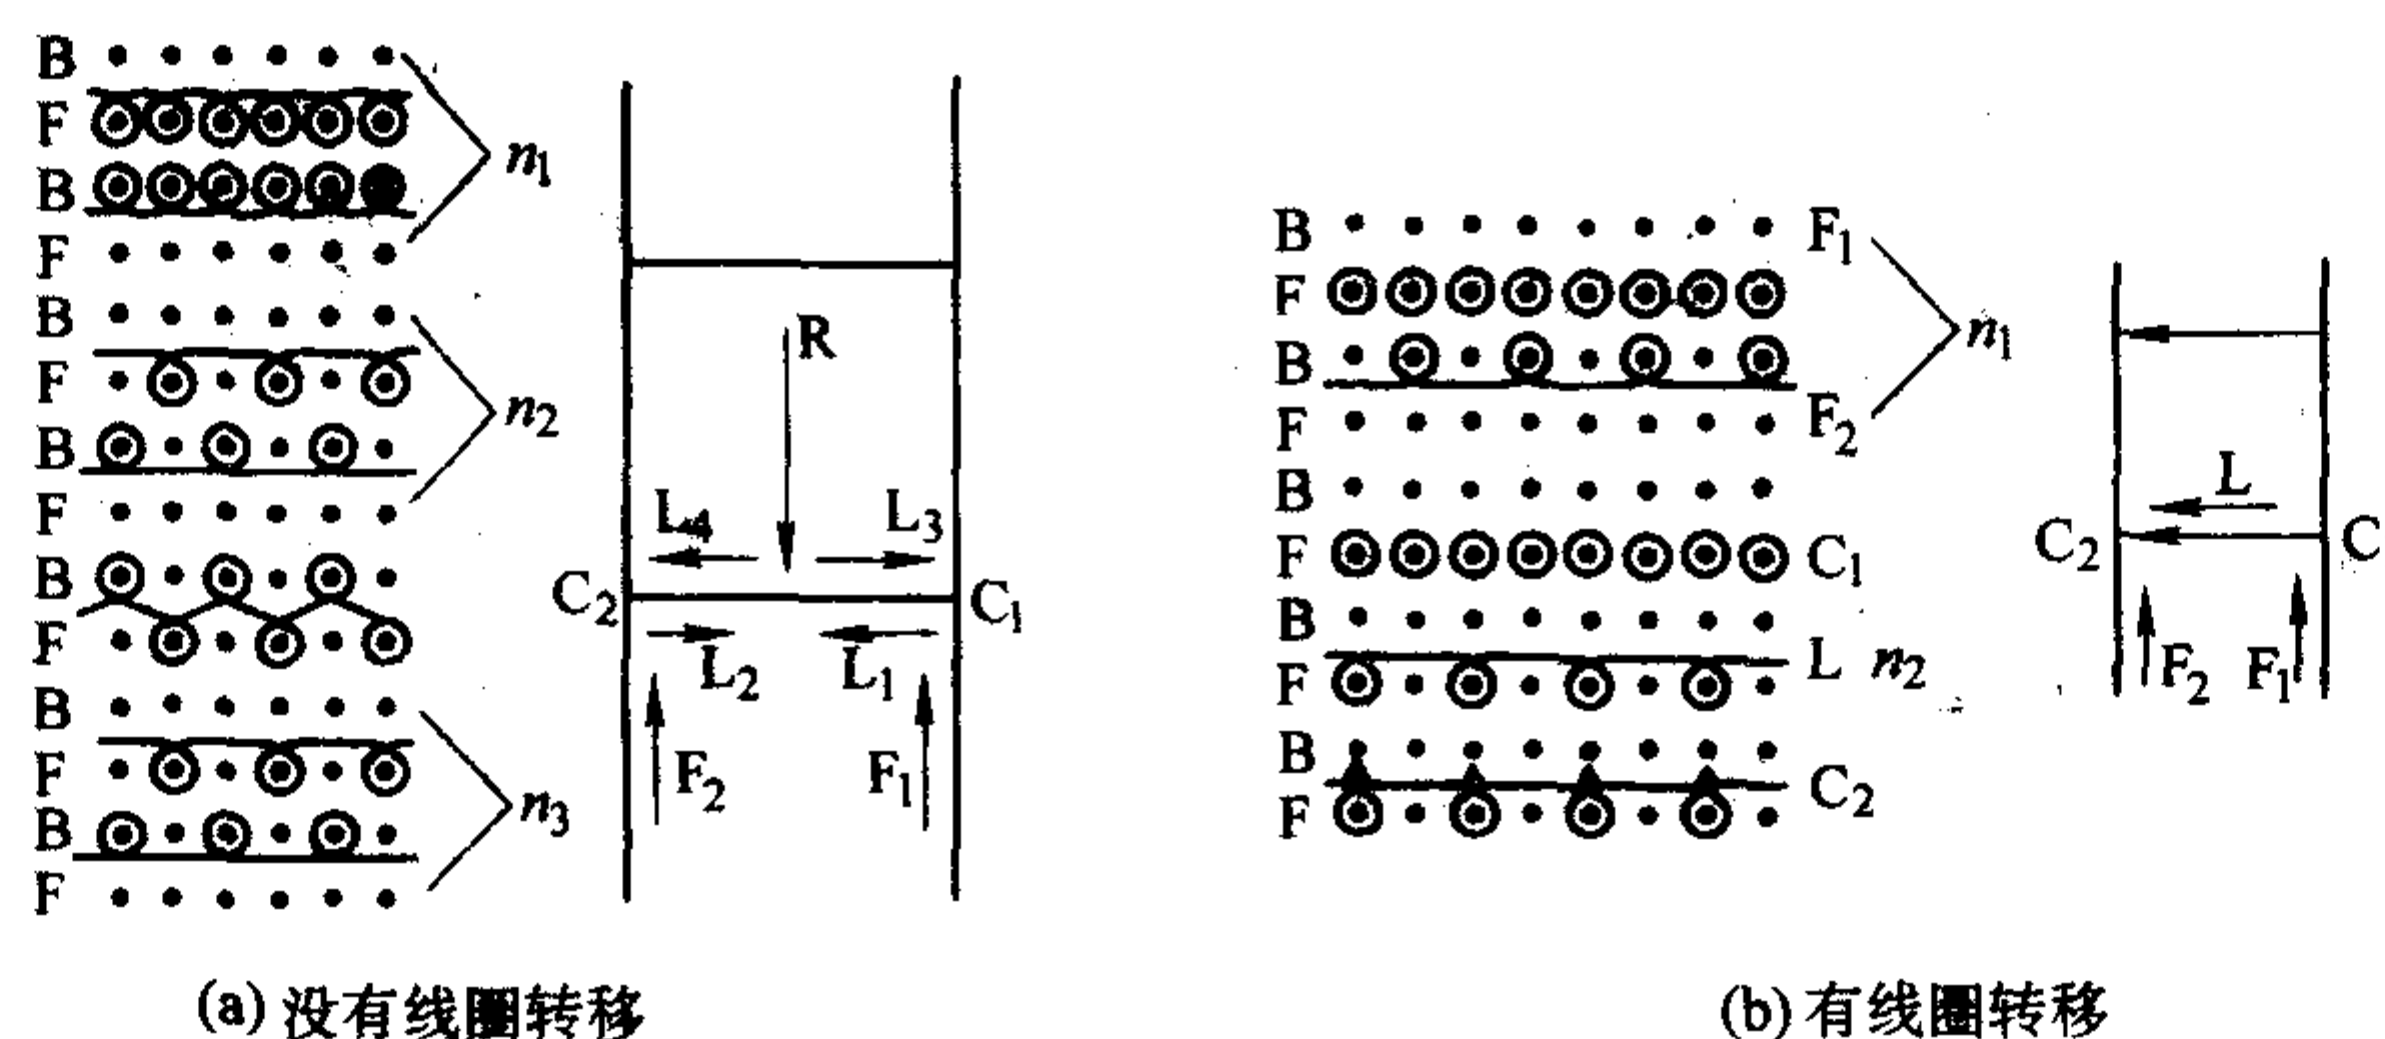 B
F
n₁
B
F
B
F
n₂
B
F
B
F
B
F
n₃
B
F
R
L₄ L₃
C₂ C₁
L₂ L₁
F₂ F₁
(a) 没有线圈转移
B F₁
F
n₁
B
F F₂
B
F C₁
B
L n₂
F
B
C₂
F
L
C₂ C
F₂ F₁
(b) 有线圈转移